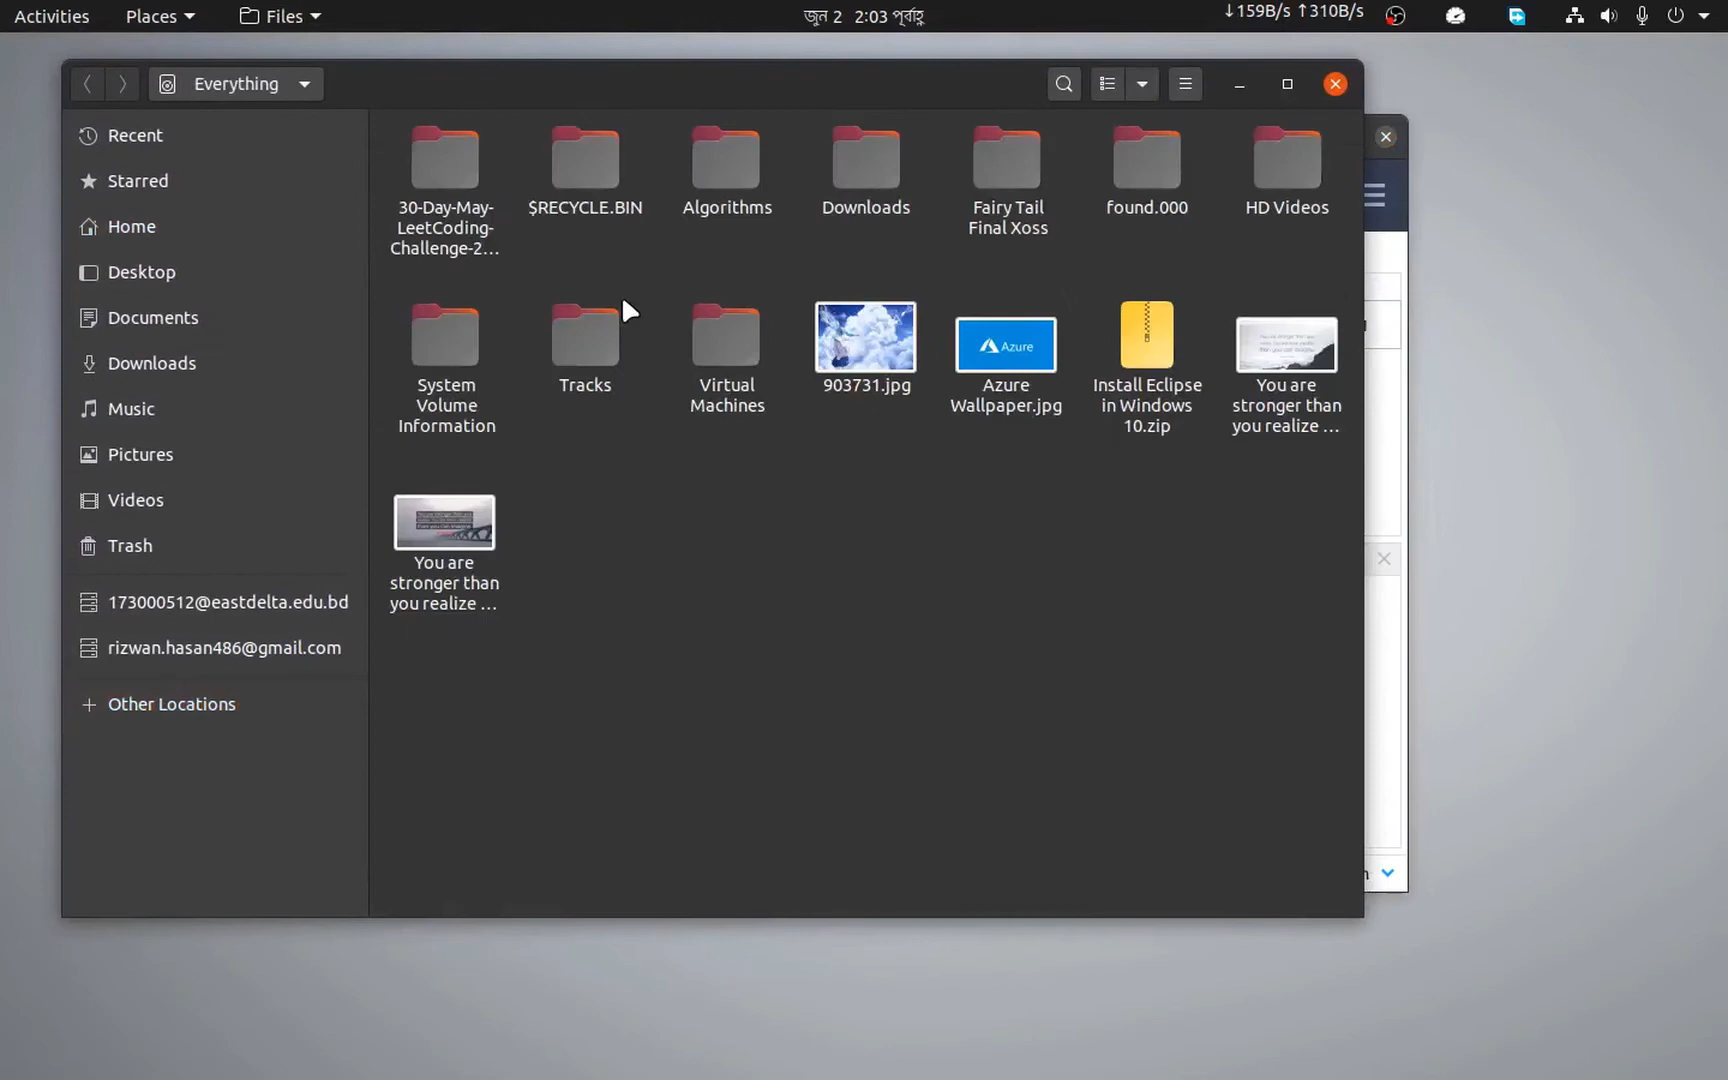 Activities
Places
Files
জুন 2 2:03 পূর্বাহ্ণ
↓159B/s ↑310B/s
Everything
Recent
Starred
Home
Desktop
Documents
Downloads
Music
Pictures
Videos
Trash
173000512@eastdelta.edu.bd
rizwan.hasan486@gmail.com
Other Locations
30-Day-May-
LeetCoding-
Challenge-2…
$RECYCLE.BIN
Algorithms
Downloads
Fairy Tail
Final Xoss
found.000
HD Videos
System
Volume
Information
Tracks
Virtual
Machines
903731.jpg
Azure
Azure
Wallpaper.jpg
Install Eclipse
in Windows
10.zip
You are
stronger than
you realize …
You are
stronger than
you realize …